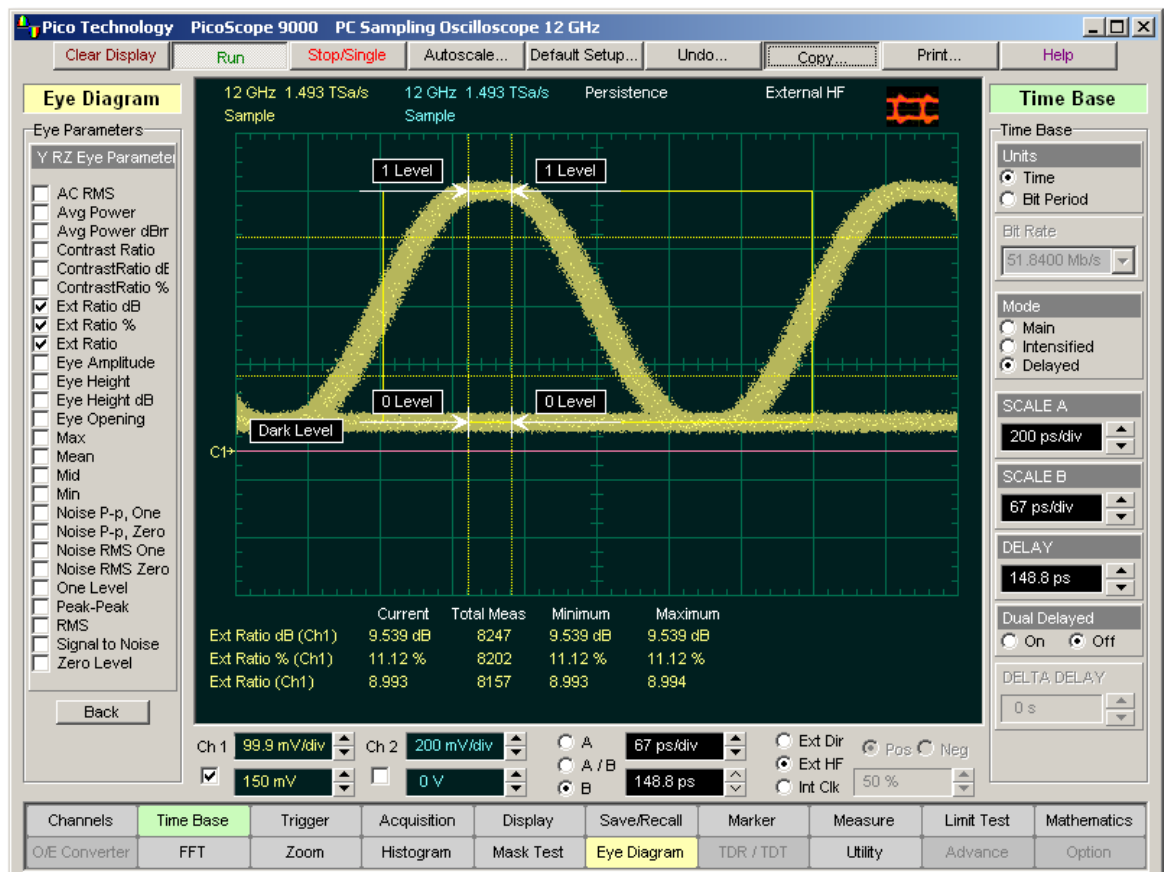 Pico Technology PicoScope 9000 PC Sampling Oscilloscope 12 GHz
Clear Display Run Stop/Single Autoscale... Default Setup... Undo... Copy... Print... Help
Eye Diagram
Eye Parameters
Y RZ Eye Parameter
AC RMS
Avg Power
Avg Power dBm
Contrast Ratio
ContrastRatio dB
ContrastRatio %
Ext Ratio dB
Ext Ratio %
Ext Ratio
Eye Amplitude
Eye Height
Eye Height dB
Eye Opening
Max
Mean
Mid
Min
Noise P-p, One
Noise P-p, Zero
Noise RMS One
Noise RMS Zero
One Level
Peak-Peak
RMS
Signal to Noise
Zero Level
Back
12 GHz 1.493 TSa/s 12 GHz 1.493 TSa/s Persistence External HF
Sample Sample
1 Level 1 Level
0 Level 0 Level
Dark Level
C1
Current Total Meas Minimum Maximum
Ext Ratio dB (Ch1) 9.539 dB 8247 9.539 dB 9.539 dB
Ext Ratio % (Ch1) 11.12 % 8202 11.12 % 11.12 %
Ext Ratio (Ch1) 8.993 8157 8.993 8.994
Time Base
Time Base
Units
Time
Bit Period
Bit Rate
51.8400 Mb/s
Mode
Main
Intensified
Delayed
SCALE A
200 ps/div
SCALE B
67 ps/div
DELAY
148.8 ps
Dual Delayed
On Off
DELTA DELAY
0 s
Ch 1 99.9 mV/div Ch 2 200 mV/div A 67 ps/div Ext Dir Pos Neg
A / B Ext HF
150 mV 0 V B 148.8 ps Int Clk 50 %
Channels Time Base Trigger Acquisition Display Save/Recall Marker Measure Limit Test Mathematics
O/E Converter FFT Zoom Histogram Mask Test Eye Diagram TDR / TDT Utility Advance Option